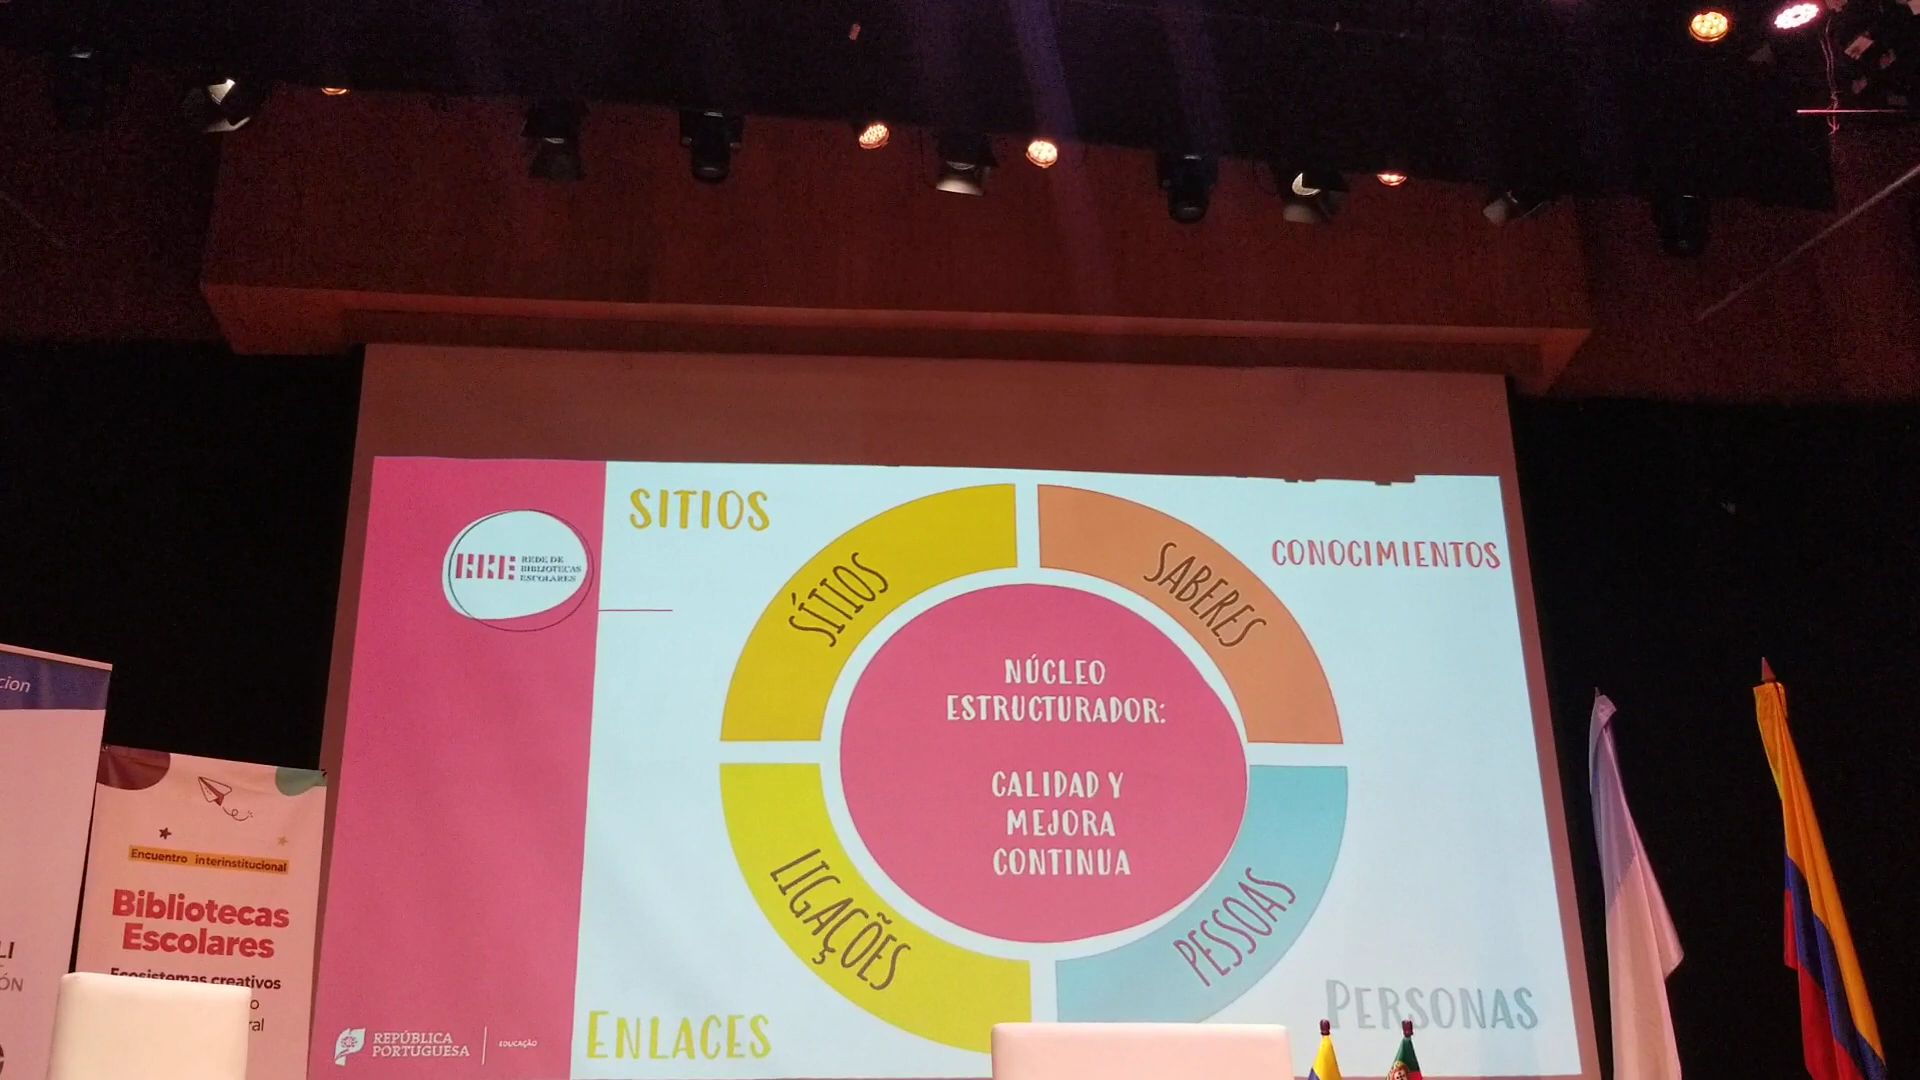 SITIOS
CONOCIMIENTOS
SÍTIOS
SABERES
REDE DE
BIBLIOTECAS
ESCOLARES
NÚCLEO
ESTRUCTURADOR:
CALIDAD Y
MEJORA
CONTINUA
LIGAÇÕES
PESSOAS
ENLACES
PERSONAS
REPÚBLICA
PORTUGUESA
EDUCAÇÃO
Encuentro interinstitucional
Bibliotecas
Escolares
Ecosistemas creativos